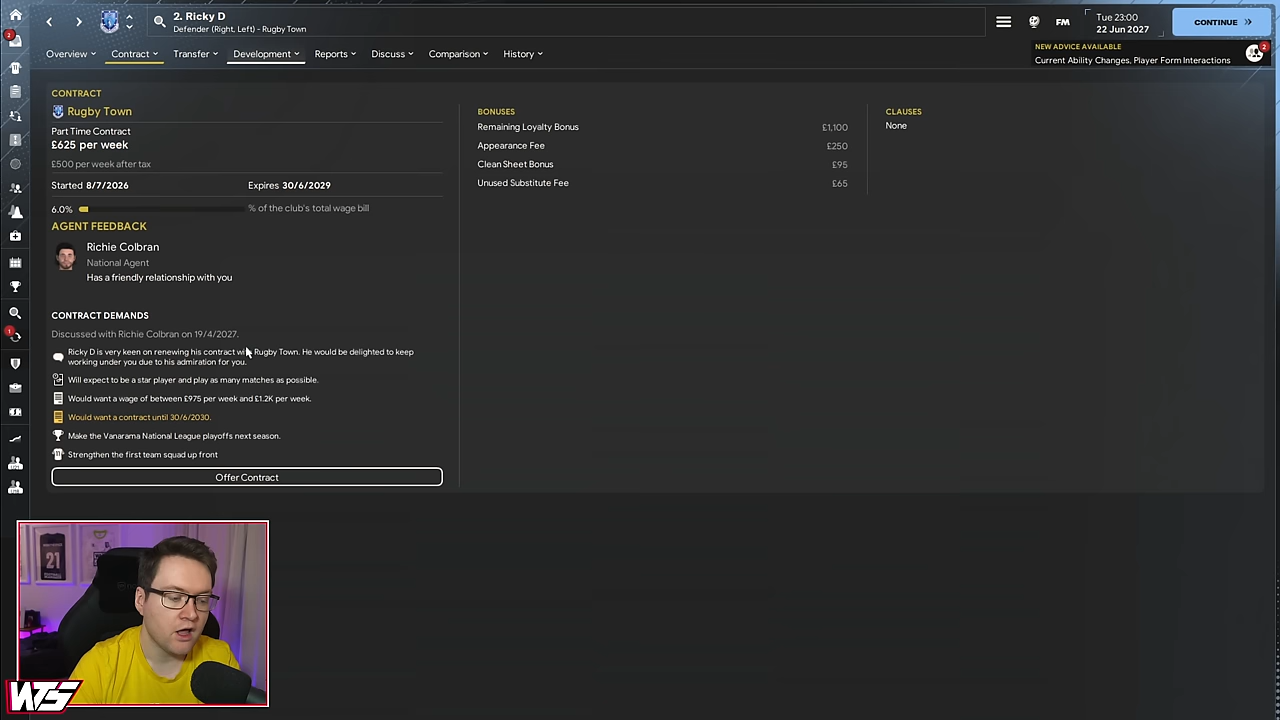 2. Ricky D
Defender (Right, Left) - Rugby Town
FM
Tue 23:00
22 Jun 2027
CONTINUE
2
Overview
Contract
Transfer
Development
Reports
Discuss
Comparison
History
NEW ADVICE AVAILABLE
Current Ability Changes, Player Form Interactions
2
CONTRACT
Rugby Town
Part Time Contract
£625 per week
£500 per week after tax
Started 8/7/2026
Expires 30/6/2029
6.0%
% of the club's total wage bill
AGENT FEEDBACK
Richie Colbran
National Agent
Has a friendly relationship with you
CONTRACT DEMANDS
Discussed with Richie Colbran on 19/4/2027.
Ricky D is very keen on renewing his contract with Rugby Town. He would be delighted to keep
working under you due to his admiration for you.
Will expect to be a star player and play as many matches as possible.
Would want a wage of between £975 per week and £1.2K per week.
Would want a contract until 30/6/2030.
Make the Vanarama National League playoffs next season.
Strengthen the first team squad up front
Offer Contract
BONUSES
Remaining Loyalty Bonus £1,100
Appearance Fee £250
Clean Sheet Bonus £95
Unused Substitute Fee £65
CLAUSES
None
1
21
WTS